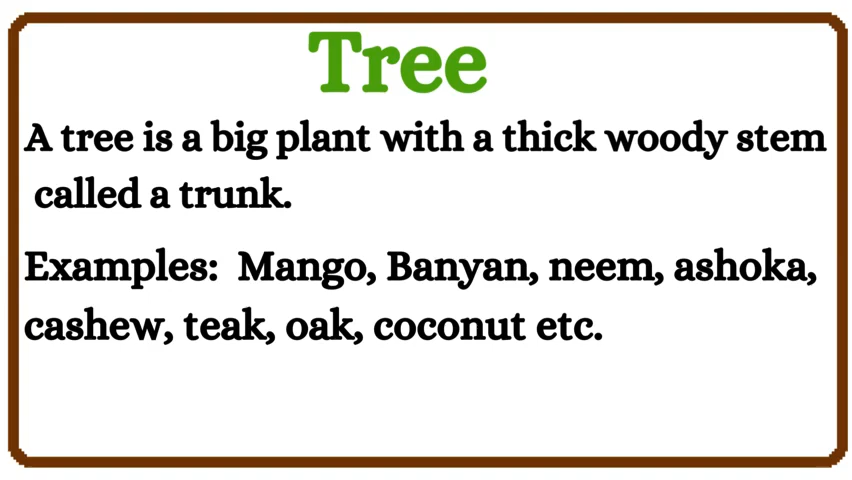 Tree
A tree is a big plant with a thick woody stem
called a trunk.
Examples: Mango, Banyan, neem, ashoka,
cashew, teak, oak, coconut etc.